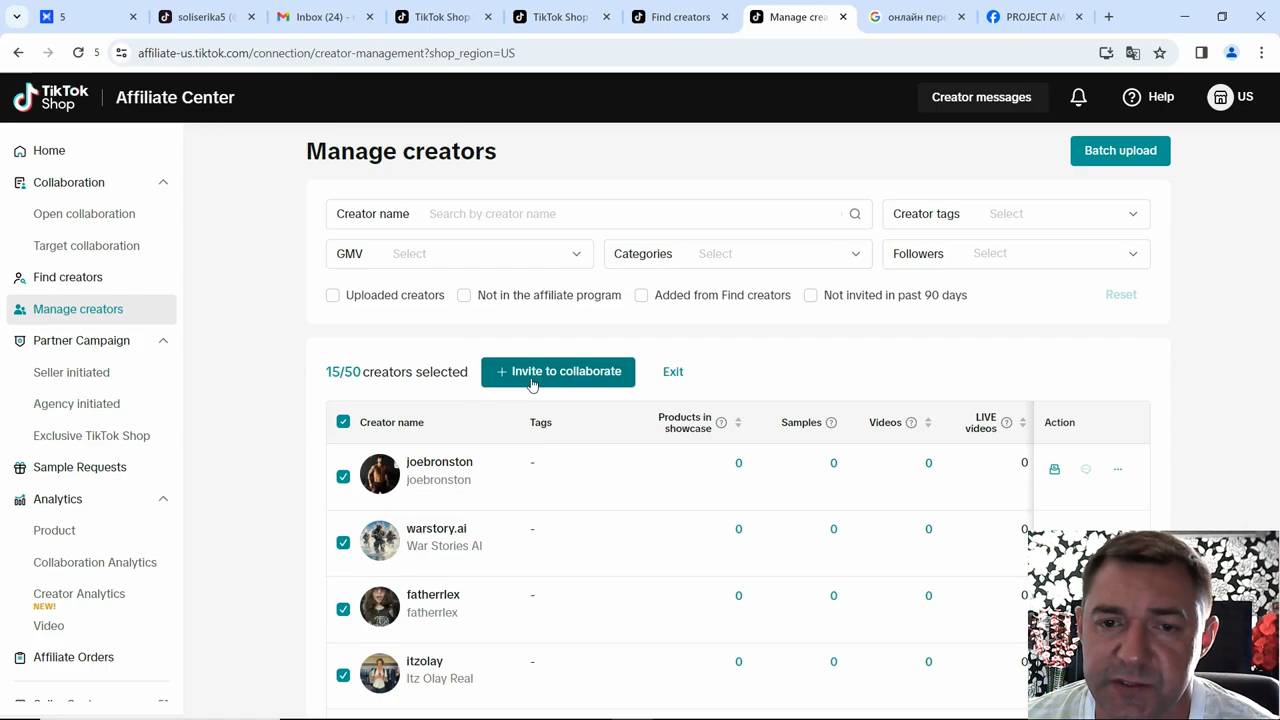 5
soliserika5 (@
Inbox (24) - r
TikTok Shop
TikTok Shop
Find creators
Manage crea
онлайн пере
PROJECT AM
5
affiliate-us.tiktok.com/connection/creator-management?shop_region=US
TikTok
Shop
Affiliate Center
Creator messages
Help
US
Home
Collaboration
Open collaboration
Target collaboration
Find creators
Manage creators
Partner Campaign
Seller initiated
Agency initiated
Exclusive TikTok Shop
Sample Requests
Analytics
Product
Collaboration Analytics
Creator Analytics
NEW!
Video
Affiliate Orders
Manage creators
Batch upload
Creator name Search by creator name
Creator tags Select
GMV Select
Categories Select
Followers Select
Uploaded creators
Not in the affiliate program
Added from Find creators
Not invited in past 90 days
Reset
15/50 creators selected
+ Invite to collaborate
Exit
Creator name
Tags
Products in
showcase
Samples
Videos
LIVE
videos
Action
joebronston
joebronston
- 0 0 0 0
warstory.ai
War Stories AI
- 0 0 0 0
fatherrlex
fatherrlex
- 0 0 0 0
itzolay
Itz Olay Real
- 0 0 0 0